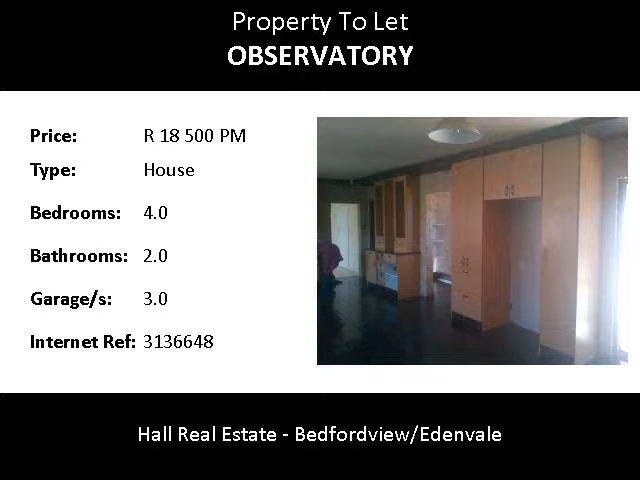 Property To Let
OBSERVATORY
Price: R 18 500 PM
Type: House
Bedrooms: 4.0
Bathrooms: 2.0
Garage/s: 3.0
Internet Ref: 3136648
Hall Real Estate - Bedfordview/Edenvale